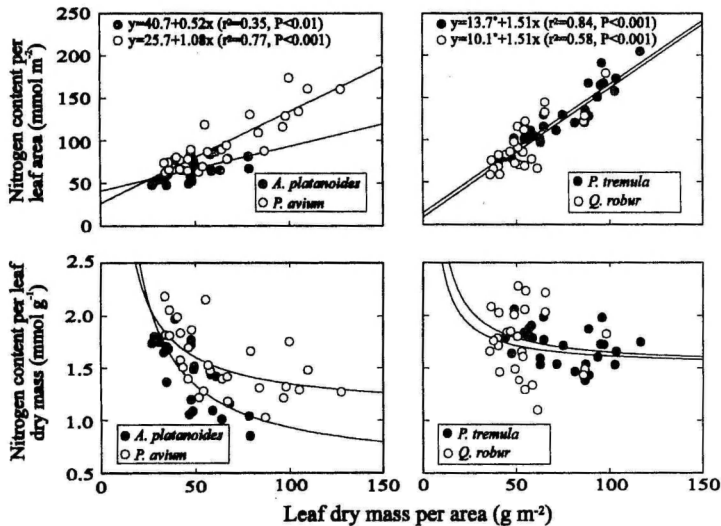 y=40.7+0.52x (r²=0.35, P<0.01)
y=25.7+1.08x (r²=0.77, P<0.001)
y=13.7*+1.51x (r²=0.84, P<0.001)
y=10.1*+1.51x (r²=0.58, P<0.001)
Nitrogen content per
leaf area (mmol m⁻²)
250
200
150
100
50
0
A. platanoides
P. avium
P. tremula
Q. robur
Nitrogen content per leaf
dry mass (mmol g⁻¹)
2.5
2.0
1.5
1.0
0.5
A. platanoides
P. avium
P. tremula
Q. robur
0 50 100 150
0 50 100 150
Leaf dry mass per area (g m⁻²)